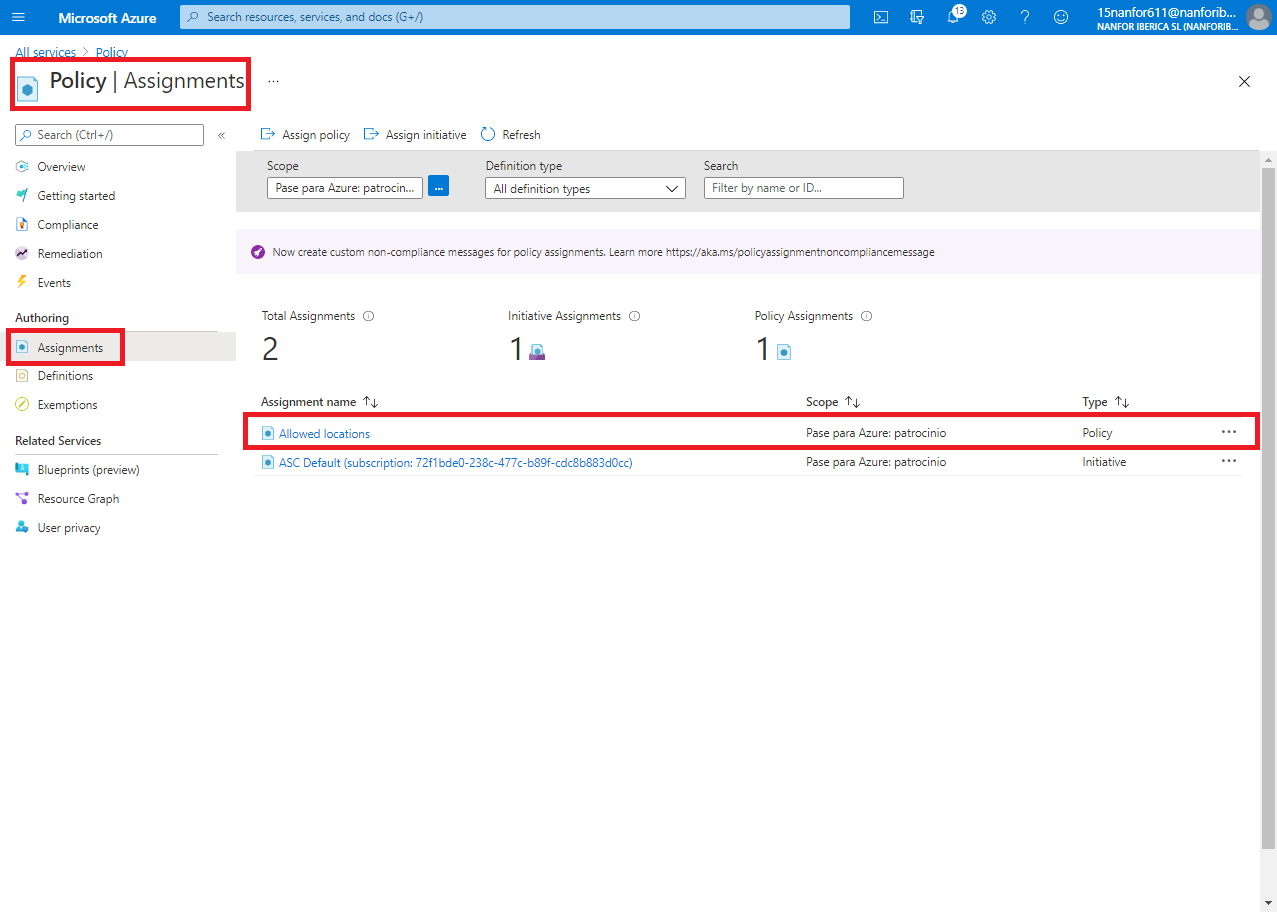 Microsoft Azure
Search resources, services, and docs (G+/)
13
15nanfor611@nanforib...
NANFOR IBERICA SL (NANFORIB...
All services > Policy
Policy | Assignments ...
Search (Ctrl+/)
«
Assign policy
Assign initiative
Refresh
Overview
Getting started
Compliance
Remediation
Events
Authoring
Assignments
Definitions
Exemptions
Related Services
Blueprints (preview)
Resource Graph
User privacy
Scope
Definition type
Search
Pase para Azure: patrocin...
...
All definition types
Filter by name or ID...
Now create custom non-compliance messages for policy assignments. Learn more https://aka.ms/policyassignmentnoncompliancemessage
Total Assignments
Initiative Assignments
Policy Assignments
2
1
1
Assignment name
Scope
Type
Allowed locations
Pase para Azure: patrocinio
Policy
...
ASC Default (subscription: 72f1bde0-238c-477c-b89f-cdc8b883d0cc)
Pase para Azure: patrocinio
Initiative
...